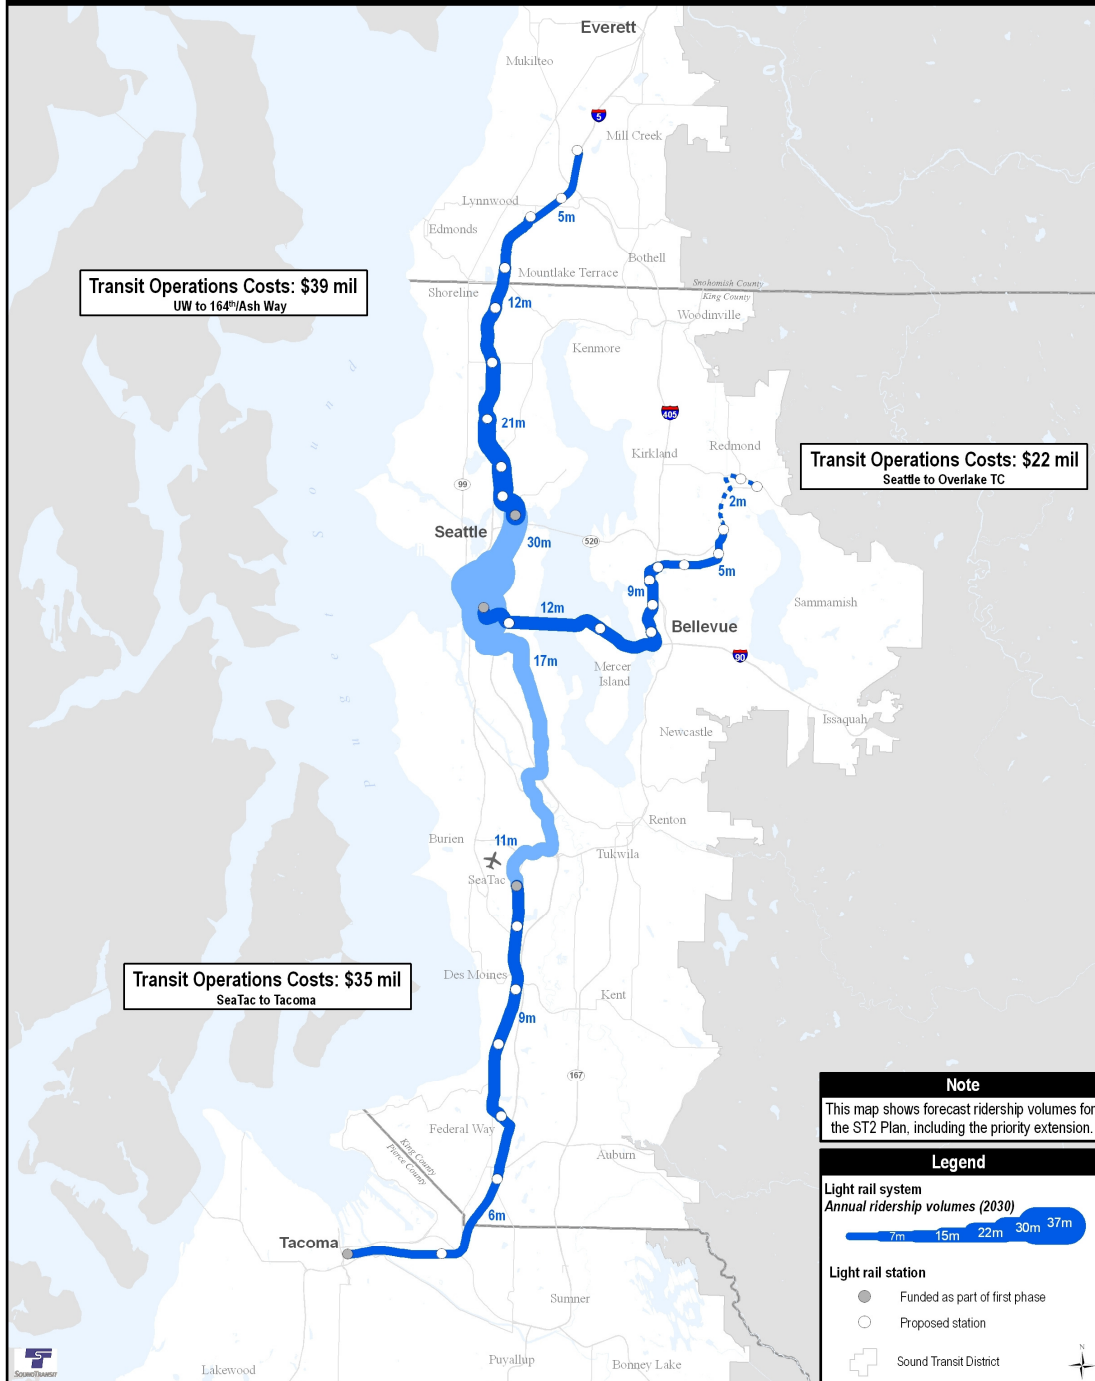 Everett
Mukilteo
5
Mill Creek
Lynnwood
5m
Edmonds
Bothell
Mountlake Terrace
Snohomish County
King County
Transit Operations Costs: $39 mil
UW to 164th/Ash Way
Shoreline
12m
Woodinville
Kenmore
405
21m
Redmond
Kirkland
Transit Operations Costs: $22 mil
Seattle to Overlake TC
99
2m
Seattle
520
30m
5m
9m
12m
Sammamish
Bellevue
Puget Sound
17m
90
Mercer
Island
Issaquah
Newcastle
Renton
Burien
11m
Tukwila
SeaTac
Transit Operations Costs: $35 mil
SeaTac to Tacoma
Des Moines
Kent
9m
167
Federal Way
King County
Pierce County
Auburn
6m
Tacoma
Sumner
Puyallup
Bonney Lake
Lakewood
SOUNDTRANSIT
Note
This map shows forecast ridership volumes for
the ST2 Plan, including the priority extension.
Legend
Light rail system
Annual ridership volumes (2030)
7m 15m 22m 30m 37m
Light rail station
Funded as part of first phase
Proposed station
Sound Transit District
N